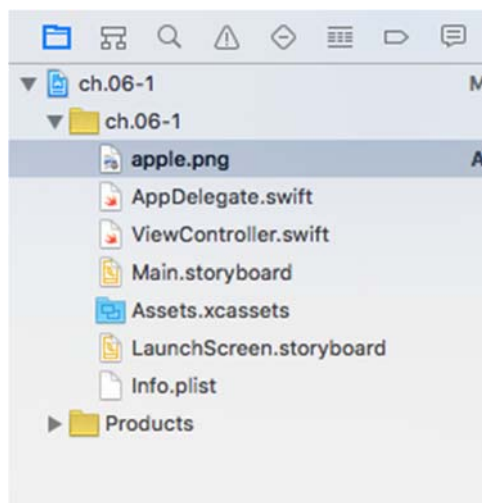 ch.06-1
M
ch.06-1
apple.png
A
AppDelegate.swift
ViewController.swift
Main.storyboard
Assets.xcassets
LaunchScreen.storyboard
Info.plist
Products